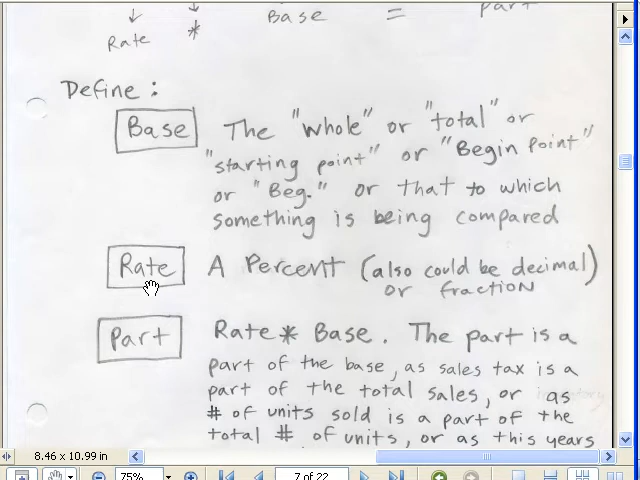 Base = part
Rate *
Define :
Base The "whole" or "total" or
"starting point" or "Begin point"
or "Beg." or that to which
something is being compared
Rate A Percent (also could be decimal)
or fraction
Part Rate * Base. The part is a
part of the base, as sales tax is a
part of the total sales, or as
# of units sold is a part of the
total # of units, or as this years
8.46 x 10.99 in
75%
7 of 22